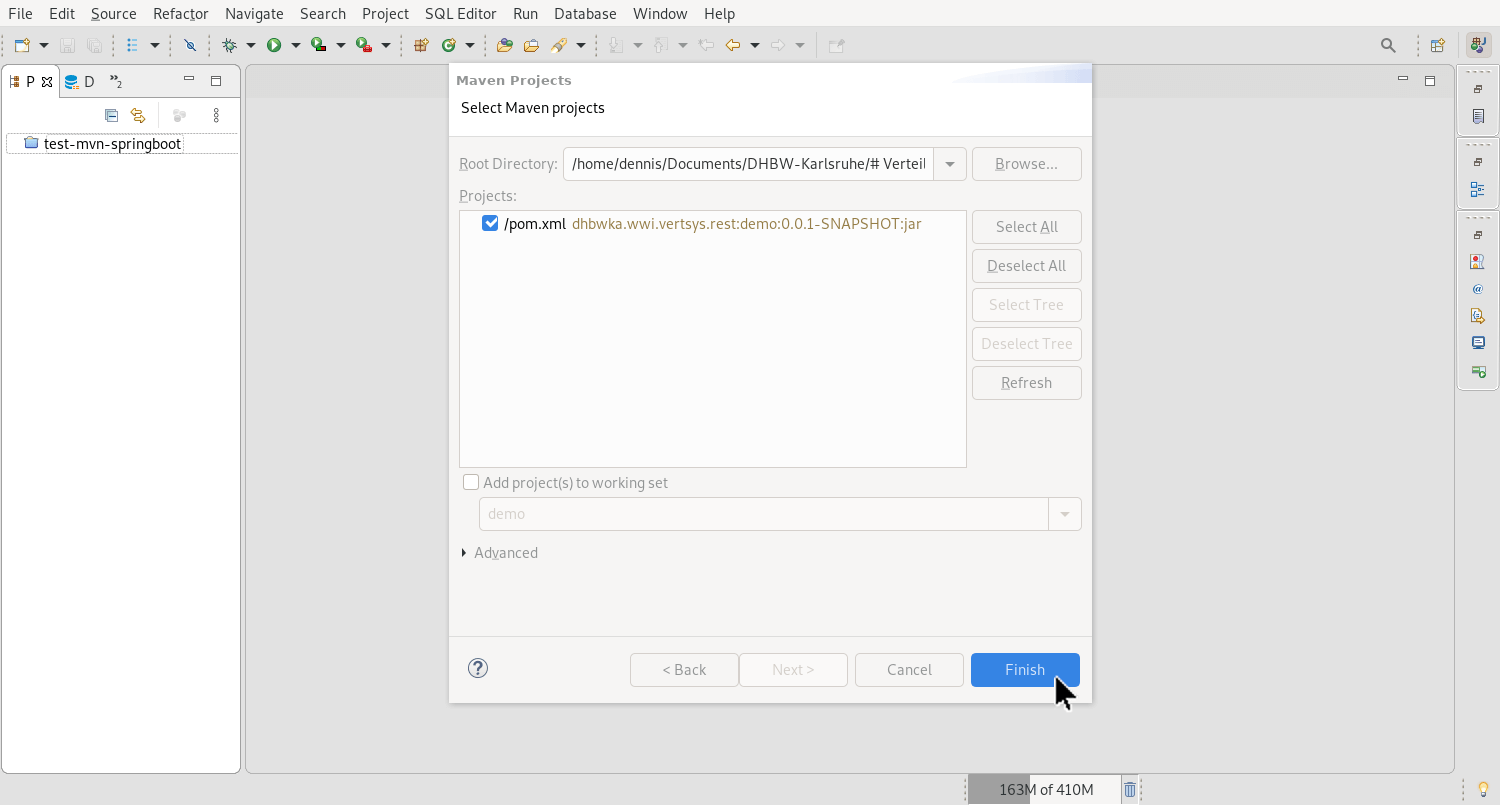 File Edit Source Refactor Navigate Search Project SQL Editor Run Database Window Help
P D »2
test-mvn-springboot
Maven Projects
Select Maven projects
Root Directory: /home/dennis/Documents/DHBW-Karlsruhe/# Verteil Browse...
Projects:
/pom.xml dhbwka.wwi.vertsys.rest:demo:0.0.1-SNAPSHOT:jar
Select All
Deselect All
Select Tree
Deselect Tree
Refresh
Add project(s) to working set
demo
Advanced
? < Back Next > Cancel Finish
163M of 410M